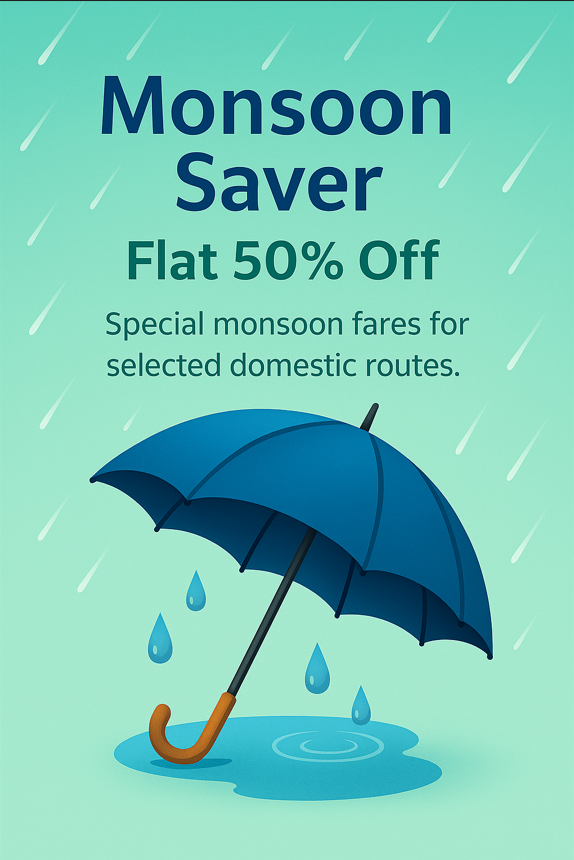 Monsoon
Saver
Flat 50% Off
Special monsoon fares for
selected domestic routes.